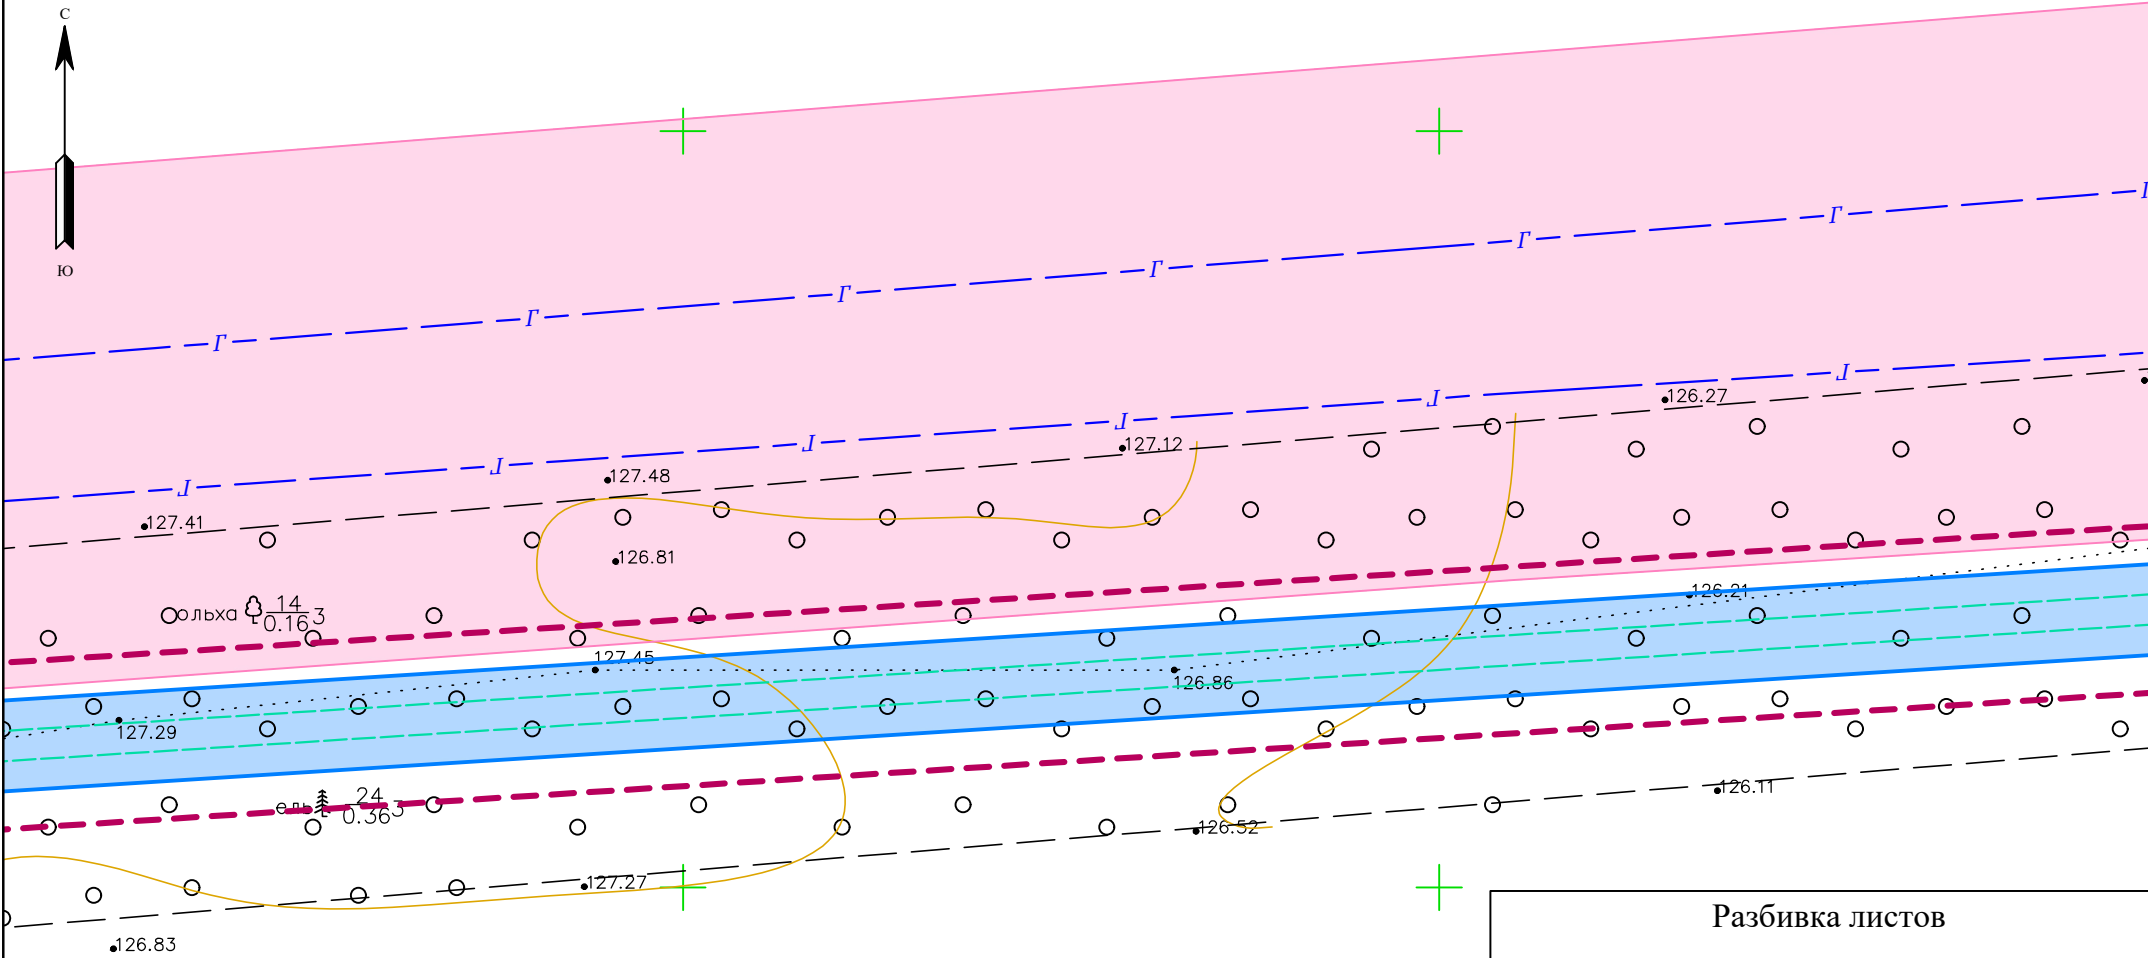 С
Ю
Г Г Г Г Г Г Г
Г Г Г Г Г Г
126.27
127.12
127.48
127.41
126.81
126.21
ольха 14 3
0.16
127.45
126.86
127.29
126.11
ель 24 3
0.36
126.52
127.27
Разбивка листов
126.83